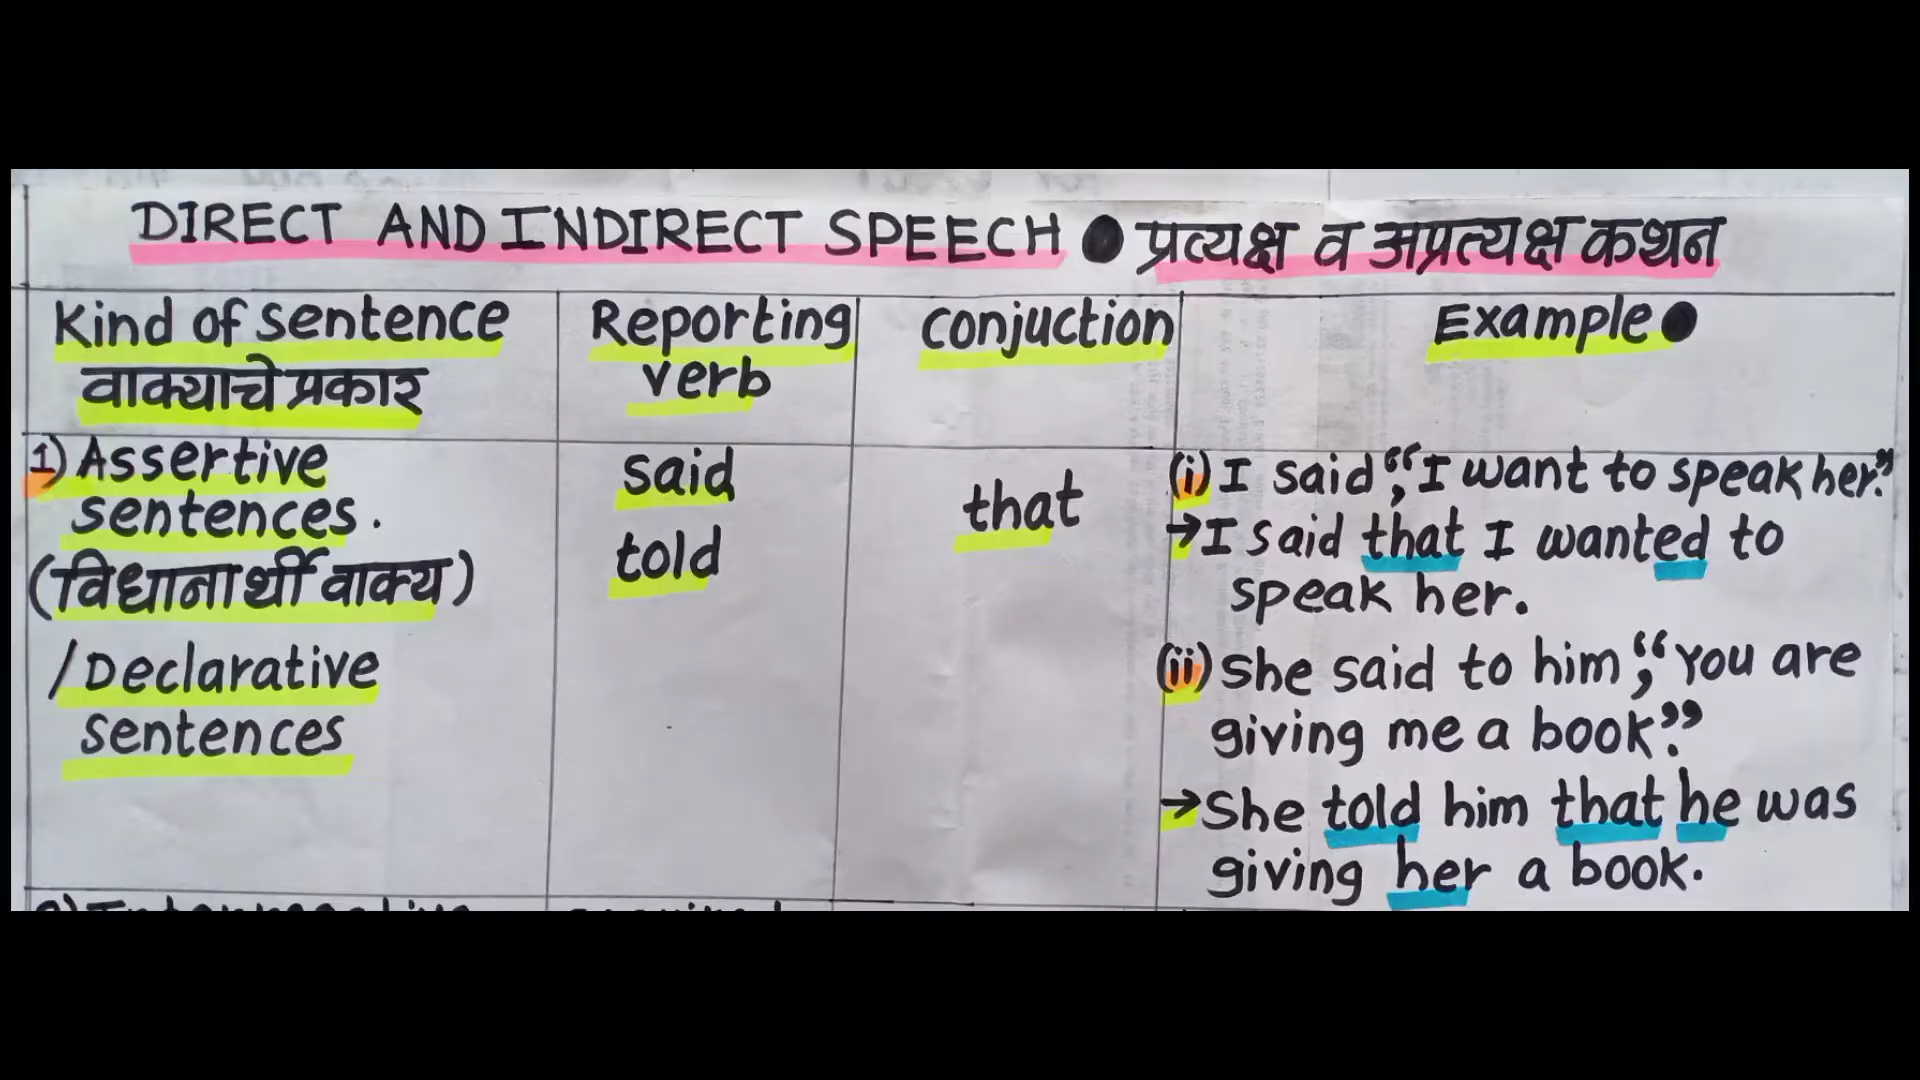 DIRECT AND INDIRECT SPEECH ● प्रत्यक्ष व अप्रत्यक्ष कथन
Kind of sentence
वाक्याचे प्रकार
Reporting
verb
conjuction
Example ●
1) Assertive
sentences.
(विधानार्थी वाक्य)
/Declarative
sentences
said
told
that
(i) I said, “I want to speak her.”
→ I said that I wanted to
speak her.
(ii) She said to him, “You are
giving me a book.”
→ She told him that he was
giving her a book.